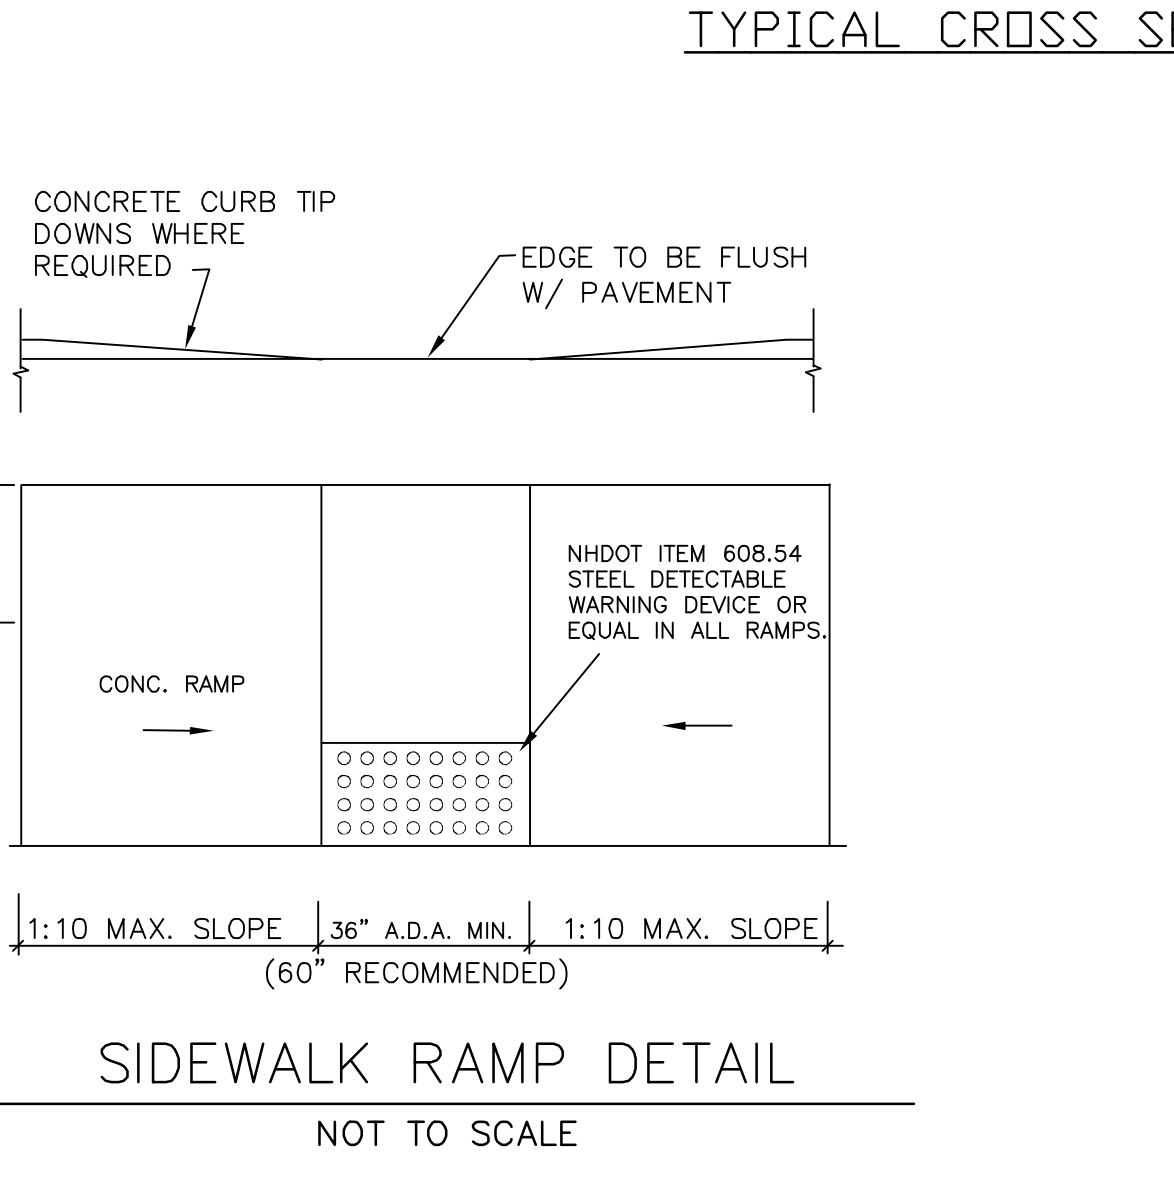 TYPICAL CROSS
CONCRETE CURB TIP
DOWNS WHERE
REQUIRED
EDGE TO BE FLUSH
W/ PAVEMENT
NHDOT ITEM 608.54
STEEL DETECTABLE
WARNING DEVICE OR
EQUAL IN ALL RAMPS.
CONC. RAMP
1:10 MAX. SLOPE
36" A.D.A. MIN.
1:10 MAX. SLOPE
(60" RECOMMENDED)
SIDEWALK RAMP DETAIL
NOT TO SCALE